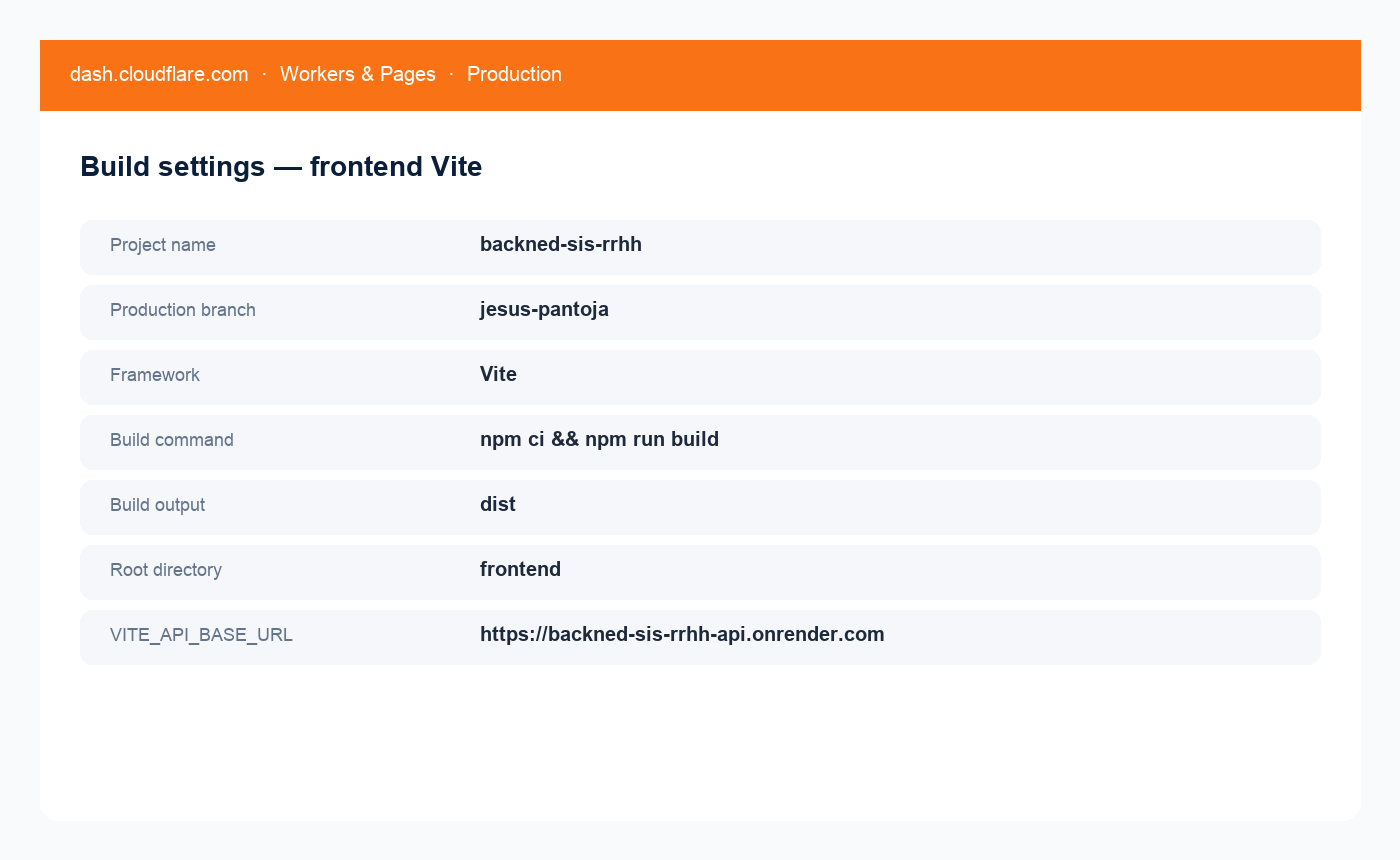 dash.cloudflare.com · Workers & Pages · Production
Build settings — frontend Vite
Project name backned-sis-rrhh
Production branch jesus-pantoja
Framework Vite
Build command npm ci && npm run build
Build output dist
Root directory frontend
VITE_API_BASE_URL https://backned-sis-rrhh-api.onrender.com